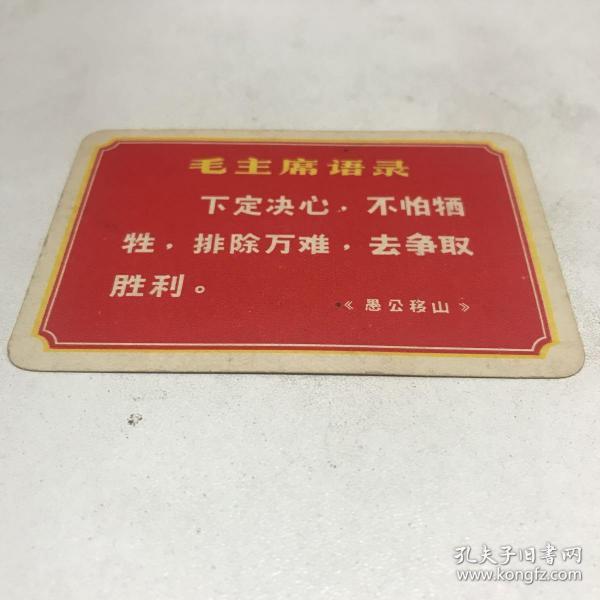 毛主席语录
下定决心,不怕牺
牲,排除万难,去争取
胜利。
《愚公移山》
孔夫子旧书网
www.kongfz.com